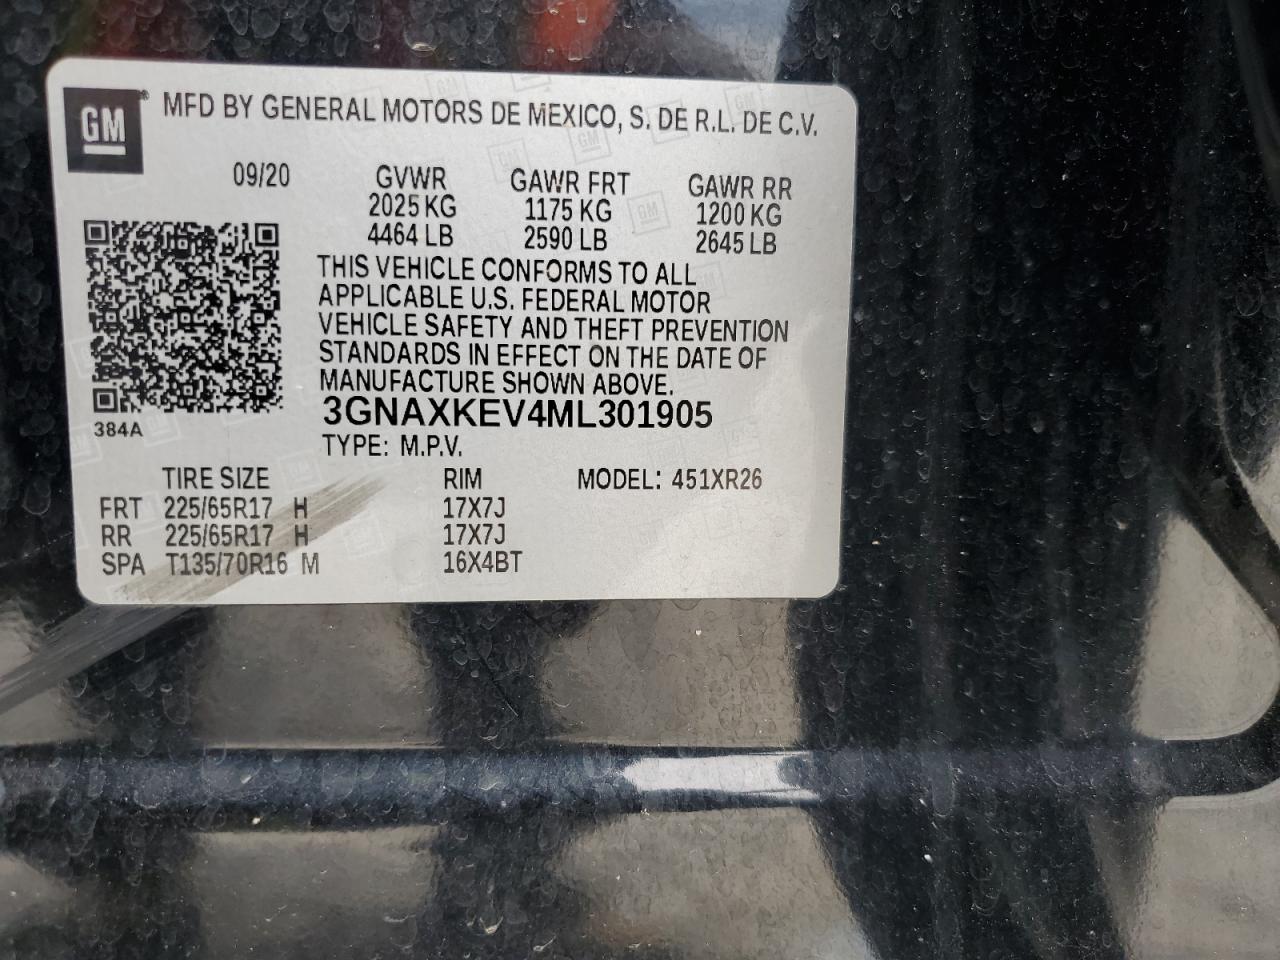 GM® MFD BY GENERAL MOTORS DE MEXICO, S. DE R.L. DE C.V.
09/20 GVWR GAWR FRT GAWR RR
2025 KG 1175 KG 1200 KG
4464 LB 2590 LB 2645 LB
THIS VEHICLE CONFORMS TO ALL
APPLICABLE U.S. FEDERAL MOTOR
VEHICLE SAFETY AND THEFT PREVENTION
STANDARDS IN EFFECT ON THE DATE OF
MANUFACTURE SHOWN ABOVE.
3GNAXKEV4ML301905
384A
TYPE: M.P.V.
TIRE SIZE RIM MODEL: 451XR26
FRT 225/65R17 H 17X7J
RR 225/65R17 H 17X7J
SPA T135/70R16 M 16X4BT